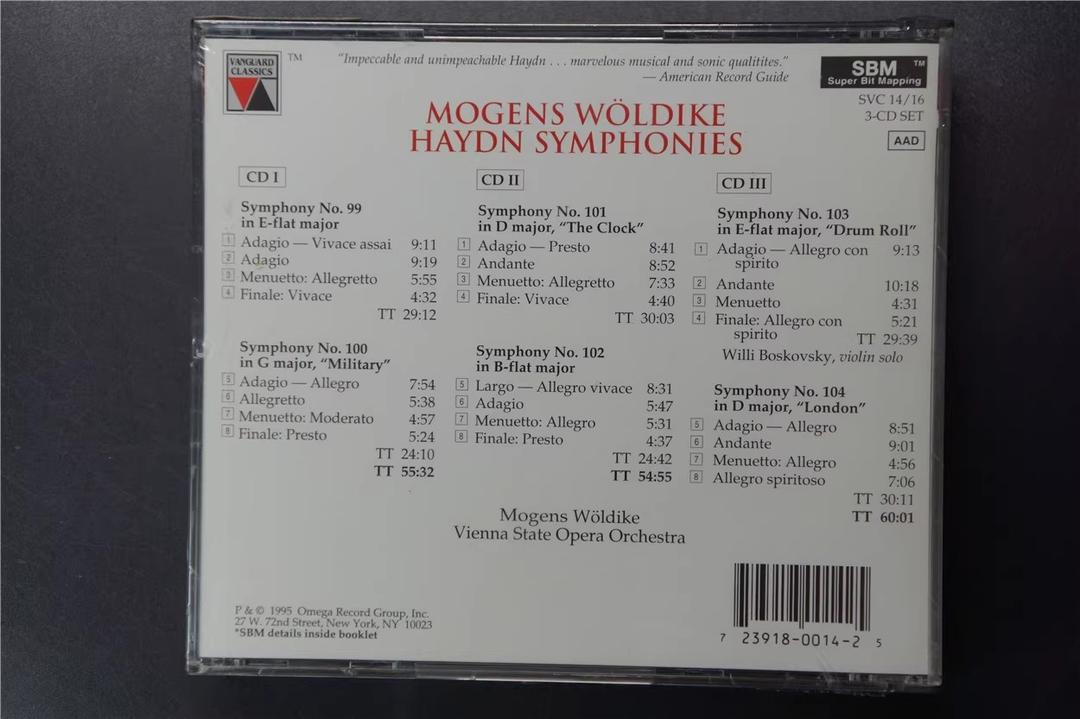 VANGUARD
CLASSICS
TM
"Impeccable and unimpeachable Haydn . . . marvelous musical and sonic qualitites."
— American Record Guide
SBM TM
Super Bit Mapping
SVC 14/16
3-CD SET
AAD
MOGENS WÖLDIKE
HAYDN SYMPHONIES
CD I
Symphony No. 99
in E-flat major
1 Adagio — Vivace assai 9:11
2 Adagio 9:19
3 Menuetto: Allegretto 5:55
4 Finale: Vivace 4:32
TT 29:12
Symphony No. 100
in G major, "Military"
5 Adagio — Allegro 7:54
6 Allegretto 5:38
7 Menuetto: Moderato 4:57
8 Finale: Presto 5:24
TT 24:10
TT 55:32
CD II
Symphony No. 101
in D major, "The Clock"
1 Adagio — Presto 8:41
2 Andante 8:52
3 Menuetto: Allegretto 7:33
4 Finale: Vivace 4:40
TT 30:03
Symphony No. 102
in B-flat major
5 Largo — Allegro vivace 8:31
6 Adagio 5:47
7 Menuetto: Allegro 5:31
8 Finale: Presto 4:37
TT 24:42
TT 54:55
CD III
Symphony No. 103
in E-flat major, "Drum Roll"
1 Adagio — Allegro con 9:13
spirito
2 Andante 10:18
3 Menuetto 4:31
4 Finale: Allegro con 5:21
spirito TT 29:39
Willi Boskovsky, violin solo
Symphony No. 104
in D major, "London"
5 Adagio — Allegro 8:51
6 Andante 9:01
7 Menuetto: Allegro 4:56
8 Allegro spiritoso 7:06
TT 30:11
TT 60:01
Mogens Wöldike
Vienna State Opera Orchestra
P & © 1995 Omega Record Group, Inc.
27 W. 72nd Street, New York, NY 10023
*SBM details inside booklet
7 23918-0014-2 5